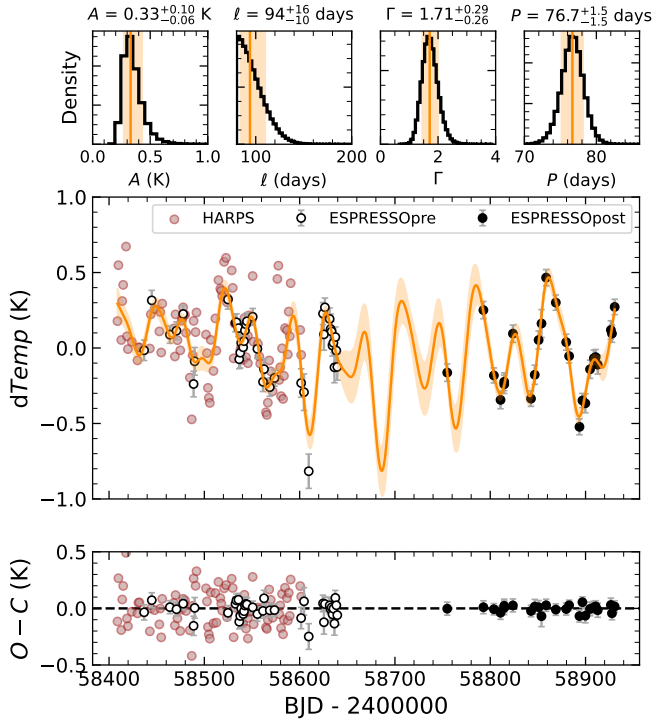 A = 0.33 +0.10 −0.06 K
ℓ = 94 +16 −10 days
Γ = 1.71 +0.29 −0.26
P = 76.7 +1.5 −1.5 days
Density
0.0 0.5 1.0
100 150 200
0 2 4
70 80
A (K)
ℓ (days)
Γ
P (days)
HARPS
ESPRESSOpre
ESPRESSOpost
1.0
0.5
0.0
−0.5
−1.0
dTemp (K)
0.5
0.0
−0.5
O − C (K)
58400 58500 58600 58700 58800 58900
BJD - 2400000